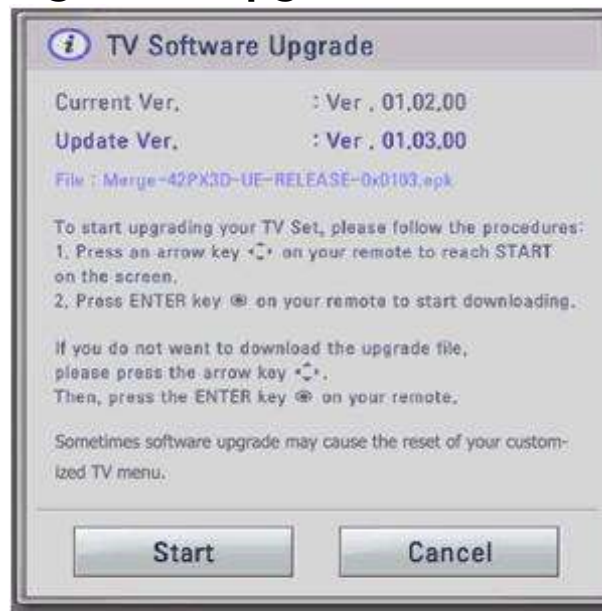 TV Software Upgrade
Current Ver. : Ver . 01.02.00
Update Ver. : Ver . 01.03.00
File : Merge-42PX3D-UE-RELEASE-0x0103.epk
To start upgrading your TV Set, please follow the procedures:
1. Press an arrow key on your remote to reach START
on the screen.
2. Press ENTER key on your remote to start downloading.
If you do not want to download the upgrade file,
please press the arrow key .
Then, press the ENTER key on your remote.
Sometimes software upgrade may cause the reset of your custom-
ized TV menu.
Start
Cancel